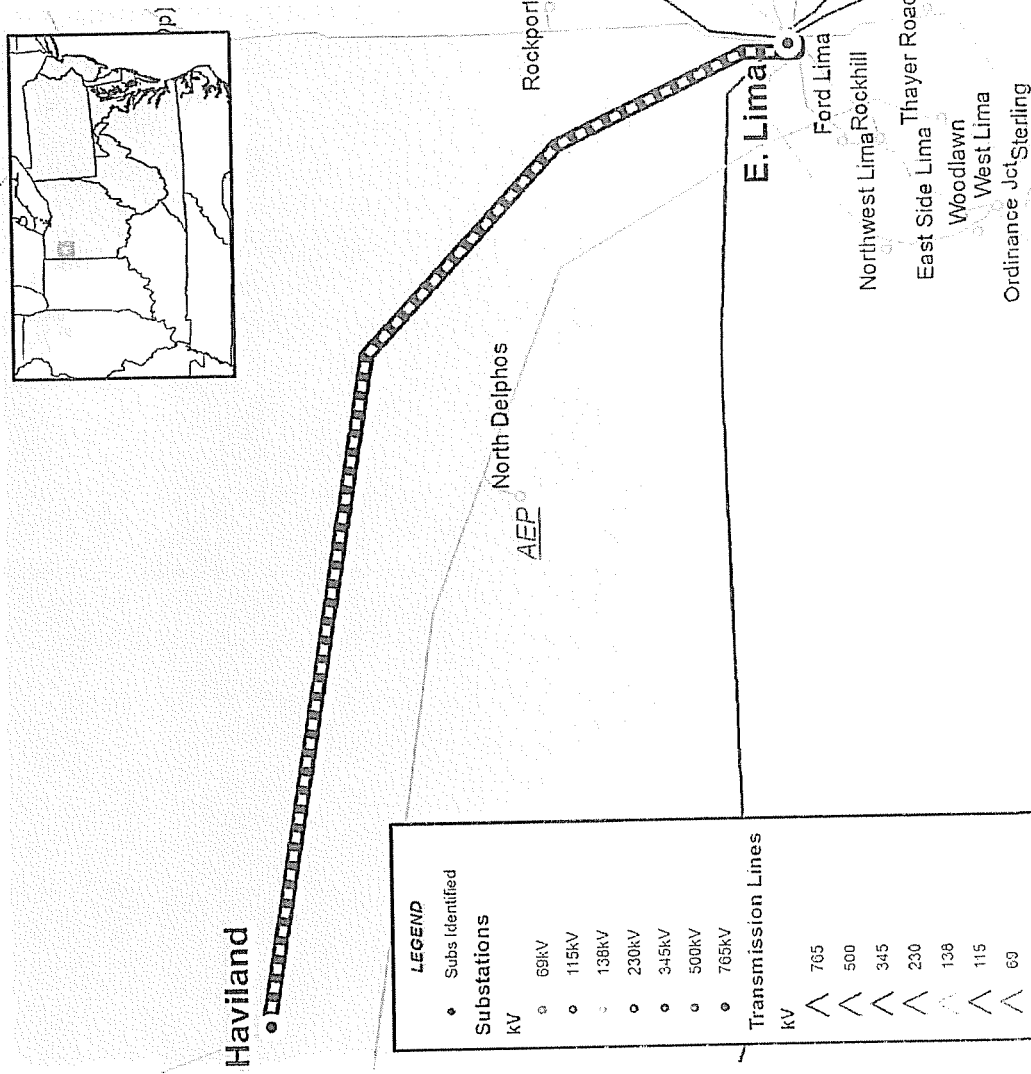 Haviland
Rockport
E. Lima
North Delphos
AEP
Ford Lima
Northwest Lima
Rockhill
Thayer Road
East Side Lima
Woodlawn
West Lima
Sterling
Ordinance Jct
LEGEND
Subs Identified
Substations
kV
69kV
115kV
138kV
230kV
345kV
500kV
765kV
Transmission Lines
kV
765
500
345
230
138
115
69